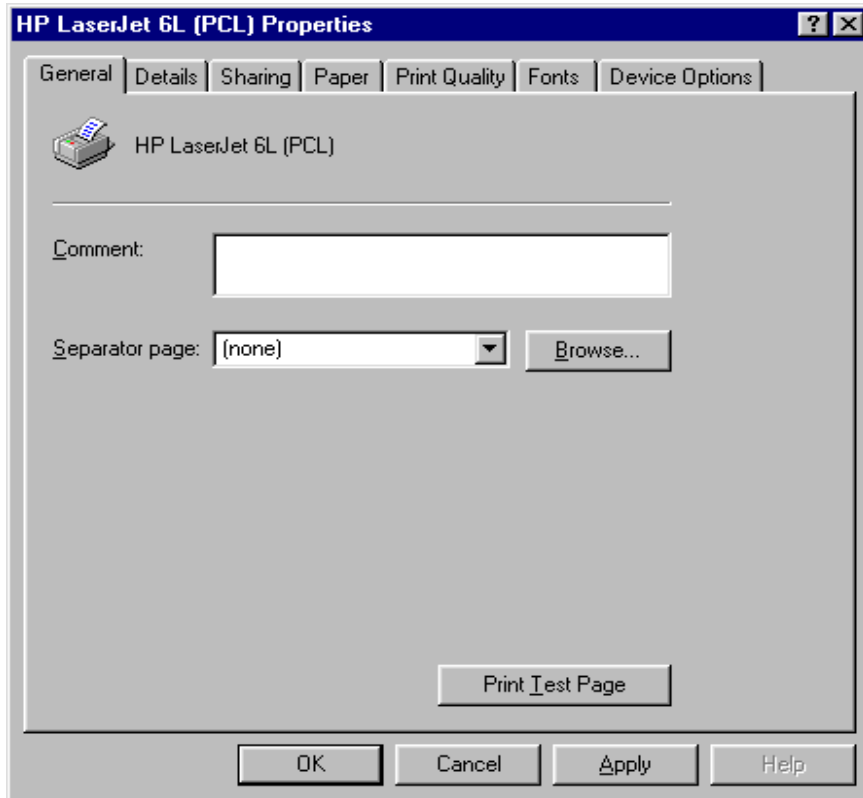 HP LaserJet 6L (PCL) Properties
General Details Sharing Paper Print Quality Fonts Device Options
HP LaserJet 6L (PCL)
Comment:
Separator page: (none) Browse...
Print Test Page
OK Cancel Apply Help